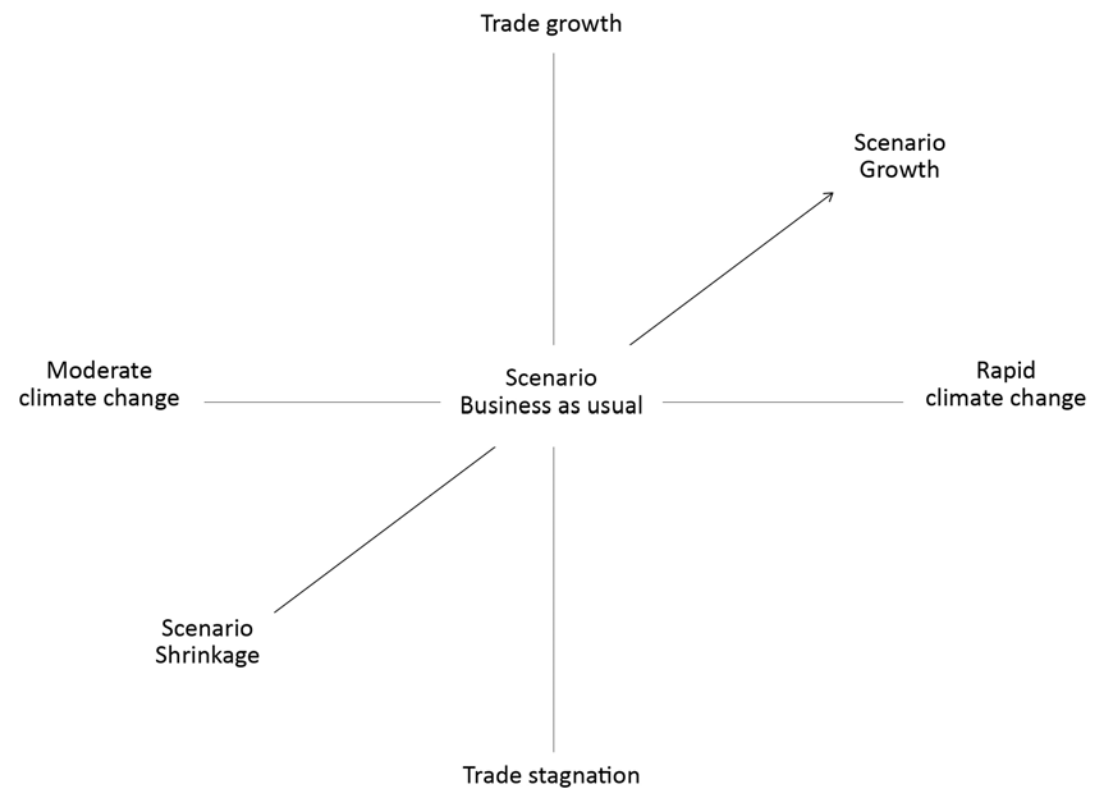 Trade growth
Scenario
Growth
Moderate
climate change
Scenario
Business as usual
Rapid
climate change
Scenario
Shrinkage
Trade stagnation